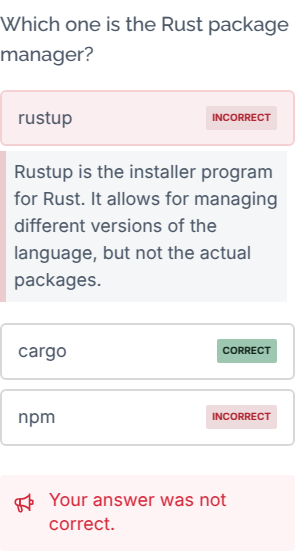 Which one is the Rust package
manager?
rustup INCORRECT
Rustup is the installer program
for Rust. It allows for managing
different versions of the
language, but not the actual
packages.
cargo CORRECT
npm INCORRECT
Your answer was not
correct.